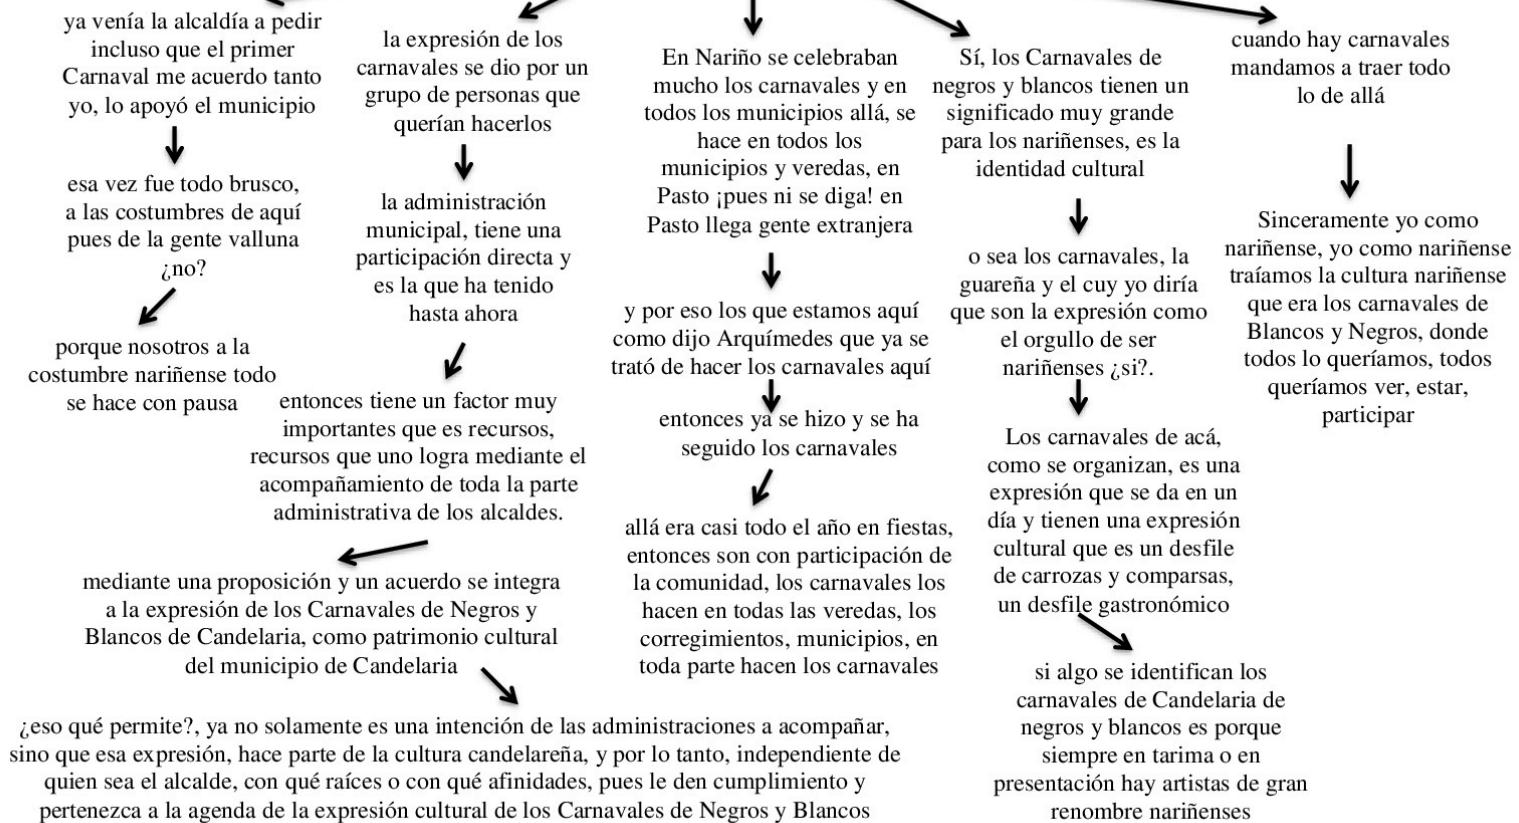 ya venía la alcaldía a pedir
incluso que el primer
Carnaval me acuerdo tanto
yo, lo apoyó el municipio
esa vez fue todo brusco,
a las costumbres de aquí
pues de la gente valluna
¿no?
porque nosotros a la
costumbre nariñense todo
se hace con pausa
la expresión de los
carnavales se dio por un
grupo de personas que
querían hacerlos
la administración
municipal, tiene una
participación directa y
es la que ha tenido
hasta ahora
entonces tiene un factor muy
importantes que es recursos,
recursos que uno logra mediante el
acompañamiento de toda la parte
administrativa de los alcaldes.
mediante una proposición y un acuerdo se integra
a la expresión de los Carnavales de Negros y
Blancos de Candelaria, como patrimonio cultural
del municipio de Candelaria
¿eso qué permite?, ya no solamente es una intención de las administraciones a acompañar,
sino que esa expresión, hace parte de la cultura candelareña, y por lo tanto, independiente de
quien sea el alcalde, con qué raíces o con qué afinidades, pues le den cumplimiento y
pertenezca a la agenda de la expresión cultural de los Carnavales de Negros y Blancos
En Nariño se celebraban
mucho los carnavales y en
todos los municipios allá, se
hace en todos los
municipios y veredas, en
Pasto ¡pues ni se diga! en
Pasto llega gente extranjera
y por eso los que estamos aquí
como dijo Arquímedes que ya se
trató de hacer los carnavales aquí
entonces ya se hizo y se ha
seguido los carnavales
allá era casi todo el año en fiestas,
entonces son con participación de
la comunidad, los carnavales los
hacen en todas las veredas, los
corregimientos, municipios, en
toda parte hacen los carnavales
Sí, los Carnavales de
negros y blancos tienen un
significado muy grande
para los nariñenses, es la
identidad cultural
o sea los carnavales, la
guareña y el cuy yo diría
que son la expresión como
el orgullo de ser
nariñenses ¿si?.
Los carnavales de acá,
como se organizan, es una
expresión que se da en un
día y tienen una expresión
cultural que es un desfile
de carrozas y comparsas,
un desfile gastronómico
si algo se identifican los
carnavales de Candelaria de
negros y blancos es porque
siempre en tarima o en
presentación hay artistas de gran
renombre nariñenses
cuando hay carnavales
mandamos a traer todo
lo de allá
Sinceramente yo como
nariñense, yo como nariñense
traíamos la cultura nariñense
que era los carnavales de
Blancos y Negros, donde
todos lo queríamos, todos
queríamos ver, estar,
participar